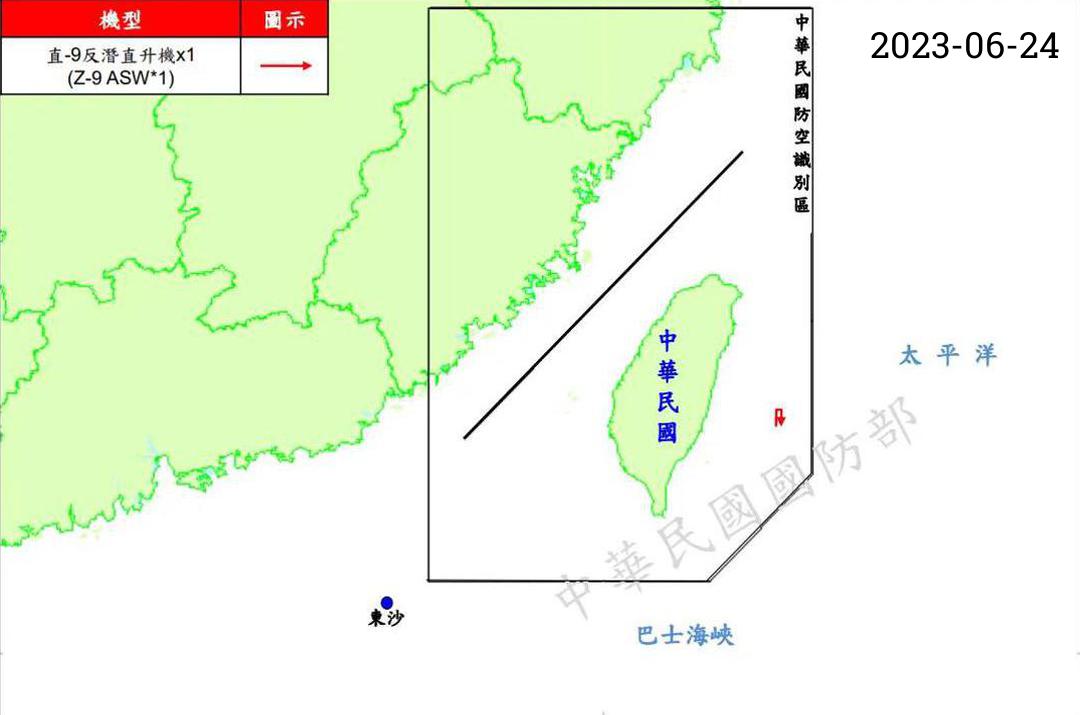 機型 圖示
直-9反潛直升機x1
(Z-9 ASW*1)
2023-06-24
中華民國防空識別區
中華民國
太平洋
中華民國國防部
東沙
巴士海峽